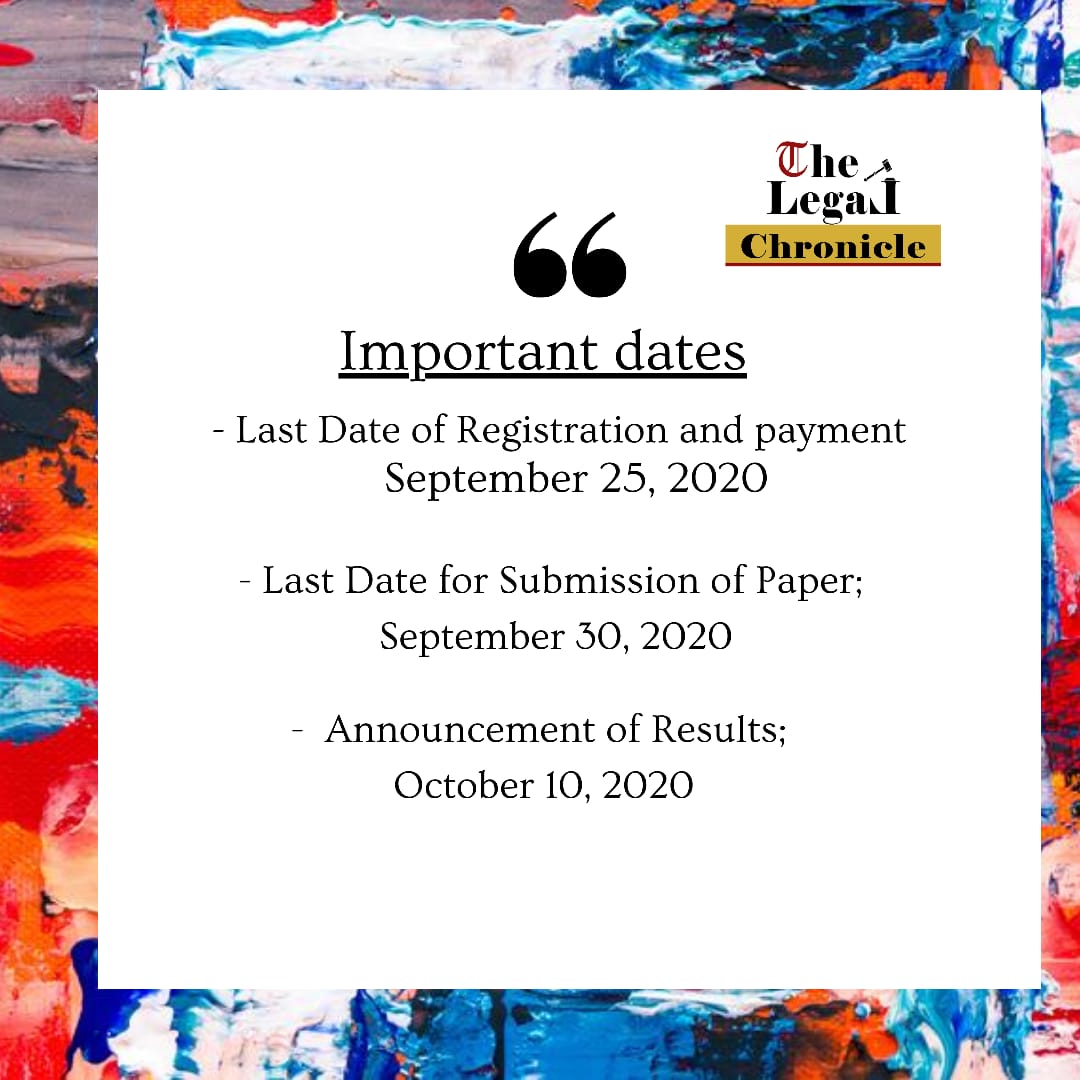 The
Legal
Chronicle
❝
Important dates
- Last Date of Registration and payment
September 25, 2020
- Last Date for Submission of Paper;
September 30, 2020
- Announcement of Results;
October 10, 2020